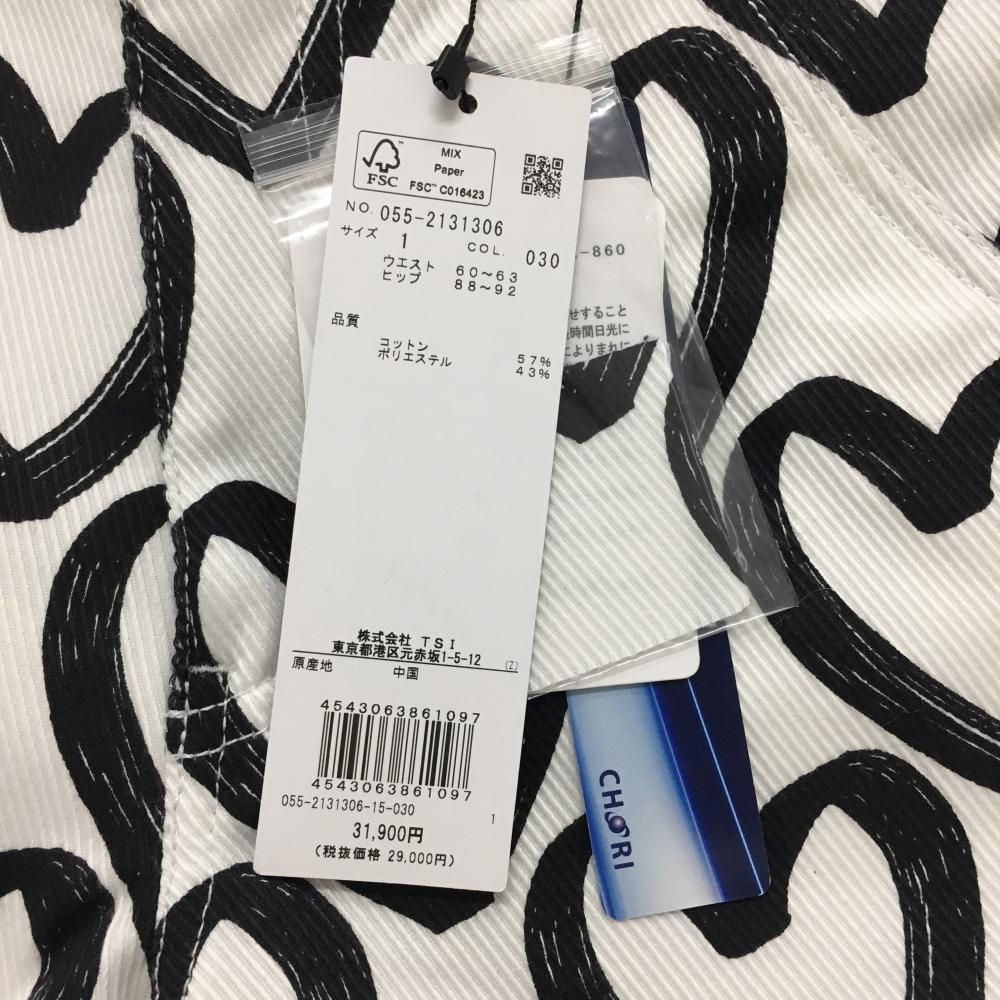 MIX
Paper
FSC™ C016423
FSC
NO. 055-2131306
サイズ 1 COL. 030
ウエスト 60〜63
ヒップ 88〜92
品質
コットン 57%
ポリエステル 43%
株式会社 TSI
東京都港区元赤坂1-5-12 (Z)
原産地 中国
4543063861097
4543063861097
055-2131306-15-030
1
31,900円
(税抜価格 29,000円)
-860
せすること
時間日光に
によりまれに
CHORI